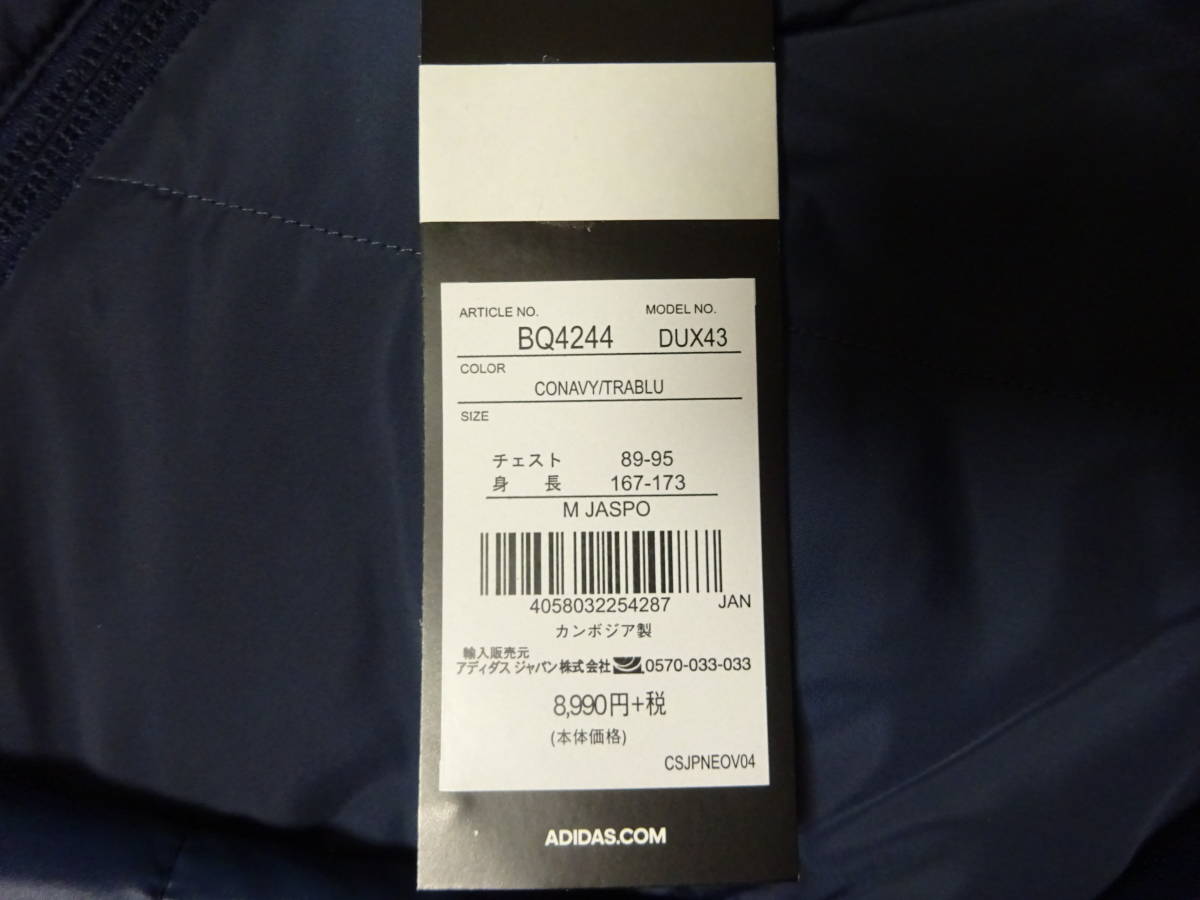 ARTICLE NO. MODEL NO.
BQ4244 DUX43
COLOR
CONAVY/TRABLU
SIZE
チェスト 89-95
身長 167-173
M JASPO
4058032254287 JAN
カンボジア製
輸入販売元
アディダス ジャパン株式会社 0570-033-033
8,990円+税
(本体価格)
CSJPNEOV04
ADIDAS.COM